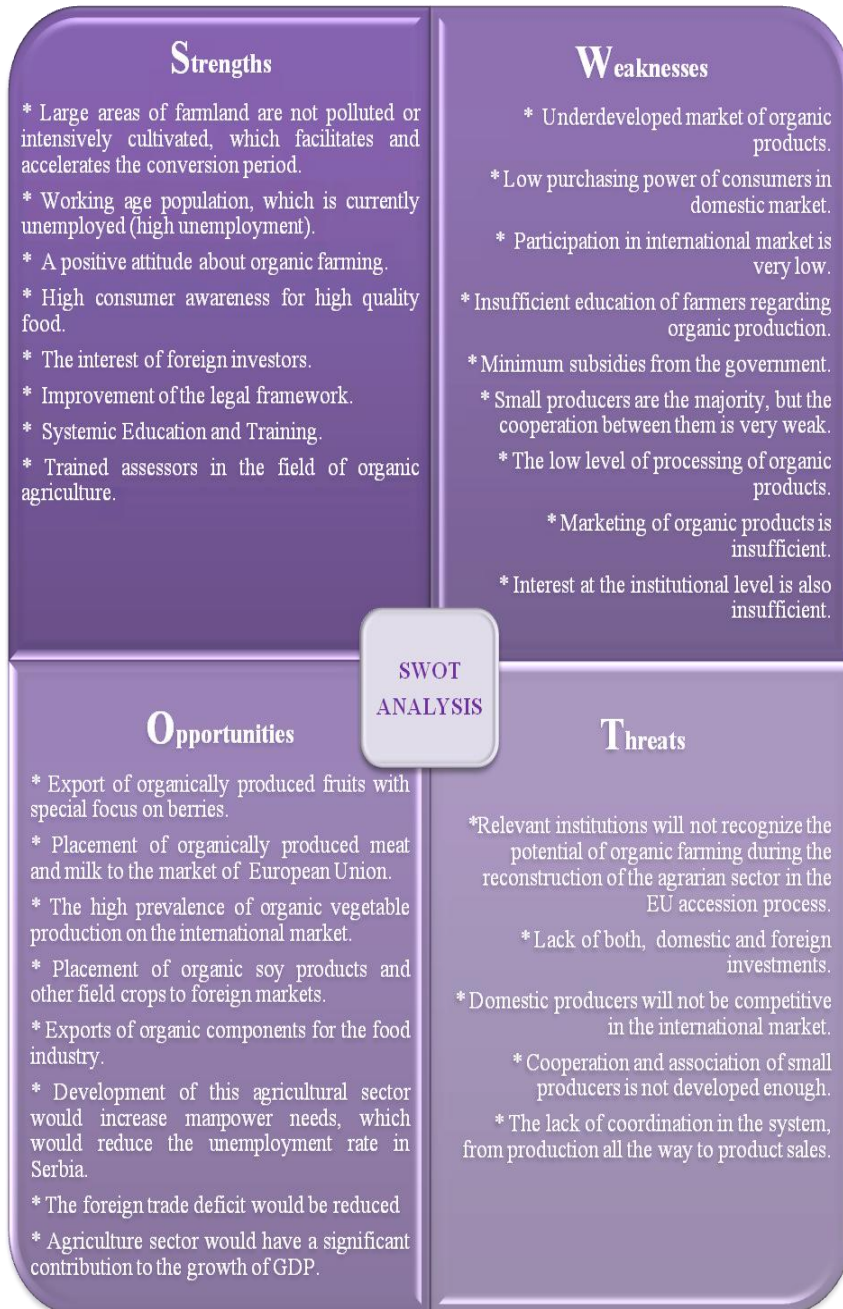 Strengths
* Large areas of farmland are not polluted or
intensively cultivated, which facilitates and
accelerates the conversion period.
* Working age population, which is currently
unemployed (high unemployment).
* A positive attitude about organic farming.
* High consumer awareness for high quality
food.
* The interest of foreign investors.
* Improvement of the legal framework.
* Systemic Education and Training.
* Trained assessors in the field of organic
agriculture.
Weaknesses
* Underdeveloped market of organic
products.
* Low purchasing power of consumers in
domestic market.
* Participation in international market is
very low.
* Insufficient education of farmers regarding
organic production.
* Minimum subsidies from the government.
* Small producers are the majority, but the
cooperation between them is very weak.
* The low level of processing of organic
products.
* Marketing of organic products is
insufficient.
* Interest at the institutional level is also
insufficient.
SWOT
ANALYSIS
Opportunities
* Export of organically produced fruits with
special focus on berries.
* Placement of organically produced meat
and milk to the market of European Union.
* The high prevalence of organic vegetable
production on the international market.
* Placement of organic soy products and
other field crops to foreign markets.
* Exports of organic components for the food
industry.
* Development of this agricultural sector
would increase manpower needs, which
would reduce the unemployment rate in
Serbia.
* The foreign trade deficit would be reduced
* Agriculture sector would have a significant
contribution to the growth of GDP.
Threats
*Relevant institutions will not recognize the
potential of organic farming during the
reconstruction of the agrarian sector in the
EU accession process.
* Lack of both, domestic and foreign
investments.
* Domestic producers will not be competitive
in the international market.
* Cooperation and association of small
producers is not developed enough.
* The lack of coordination in the system,
from production all the way to product sales.